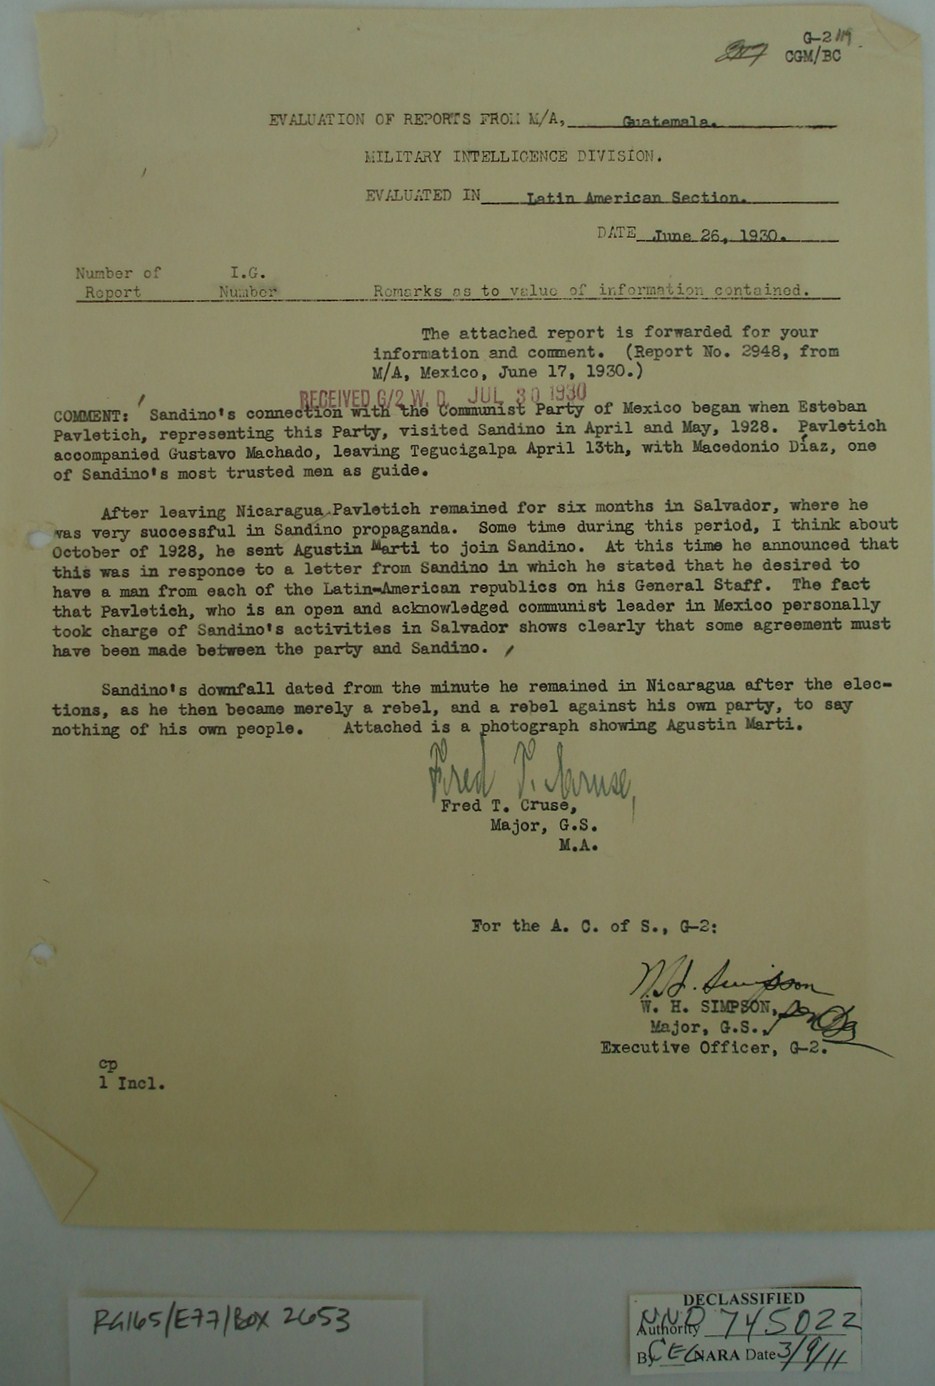 G-2
CGM/BC
EVALUATION OF REPORTS FROM M/A, Guatemala.
MILITARY INTELLIGENCE DIVISION.
EVALUATED IN Latin American Section.
DATE June 26, 1930.
Number of Report I.G. Number Remarks as to value of information contained.
The attached report is forwarded for your
information and comment. (Report No. 2948, from
M/A, Mexico, June 17, 1930.)
RECEIVED G/2 W. D. JUL 30 1930
COMMENT: Sandino's connection with the Communist Party of Mexico began when Esteban
Pavletich, representing this Party, visited Sandino in April and May, 1928. Pavletich
accompanied Gustavo Machado, leaving Tegucigalpa April 13th, with Macedonio Diaz, one
of Sandino's most trusted men as guide.
After leaving Nicaragua Pavletich remained for six months in Salvador, where he
was very successful in Sandino propaganda. Some time during this period, I think about
October of 1928, he sent Agustin Marti to join Sandino. At this time he announced that
this was in responce to a letter from Sandino in which he stated that he desired to
have a man from each of the Latin-American republics on his General Staff. The fact
that Pavletich, who is an open and acknowledged communist leader in Mexico personally
took charge of Sandino's activities in Salvador shows clearly that some agreement must
have been made between the party and Sandino.
Sandino's downfall dated from the minute he remained in Nicaragua after the elec-
tions, as he then became merely a rebel, and a rebel against his own party, to say
nothing of his own people. Attached is a photograph showing Agustin Marti.
Fred T. Cruse,
Fred T. Cruse,
Major, G.S.
M.A.
For the A. C. of S., G-2:
W. H. Simpson
W. H. SIMPSON,
Major, G.S.,
Executive Officer, G-2.
cp
1 Incl.
RG165/E77/Box 2653
DECLASSIFIED
Authority NND 745022
By CEC NARA Date 3/9/11